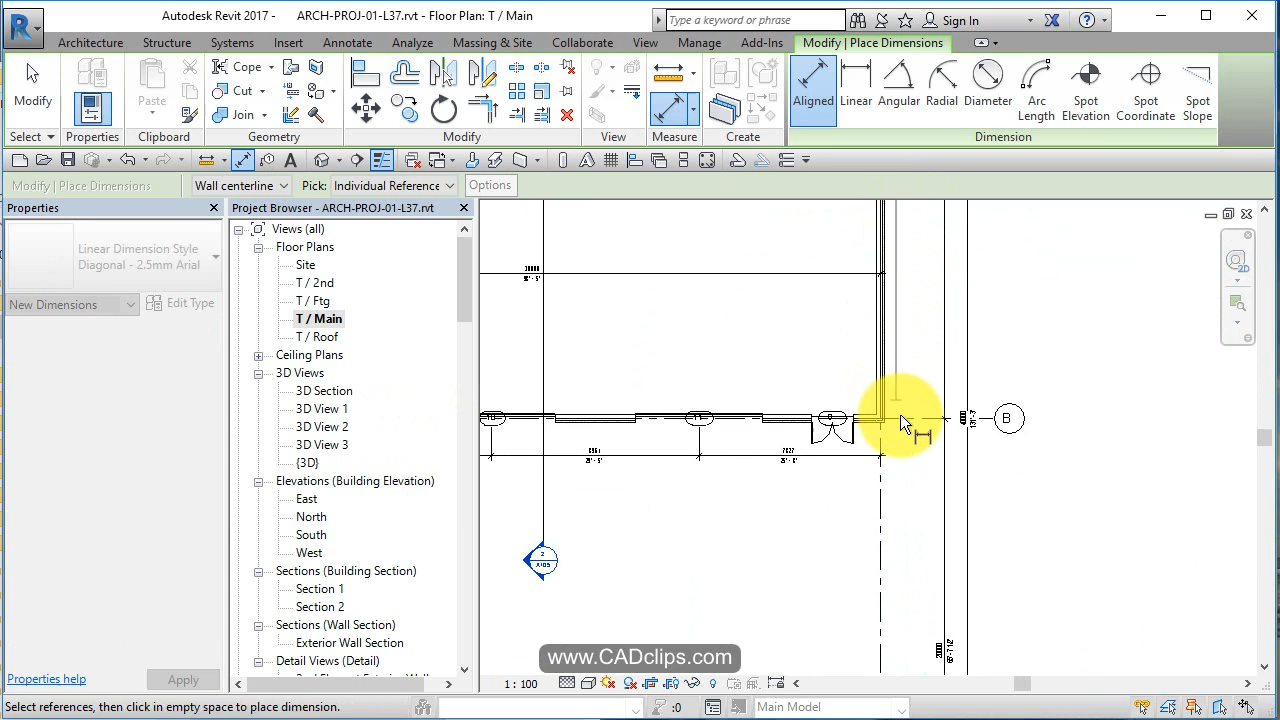 Autodesk Revit 2017 - ARCH-PROJ-01-L37.rvt - Floor Plan: T / Main
Type a keyword or phrase
Sign In
Architecture Structure Systems Insert Annotate Analyze Massing & Site Collaborate View Manage Add-Ins Modify | Place Dimensions
Modify
Paste
Cope
Cut
Join
Aligned Linear Angular Radial Diameter Arc Length Spot Elevation Spot Coordinate Spot Slope
Select Properties Clipboard Geometry Modify View Measure Create Dimension
Modify | Place Dimensions Wall centerline Pick: Individual Reference Options
Properties
Linear Dimension Style
Diagonal - 2.5mm Arial
New Dimensions Edit Type
Properties help Apply
Project Browser - ARCH-PROJ-01-L37.rvt
Views (all)
Floor Plans
Site
T / 2nd
T / Ftg
T / Main
T / Roof
Ceiling Plans
3D Views
3D Section
3D View 1
3D View 2
3D View 3
{3D}
Elevations (Building Elevation)
East
North
South
West
Sections (Building Section)
Section 1
Section 2
Sections (Wall Section)
Exterior Wall Section
Detail Views (Detail)
2D
B
www.CADclips.com
1 : 100
Select references, then click in empty space to place dimension.
:0
Main Model